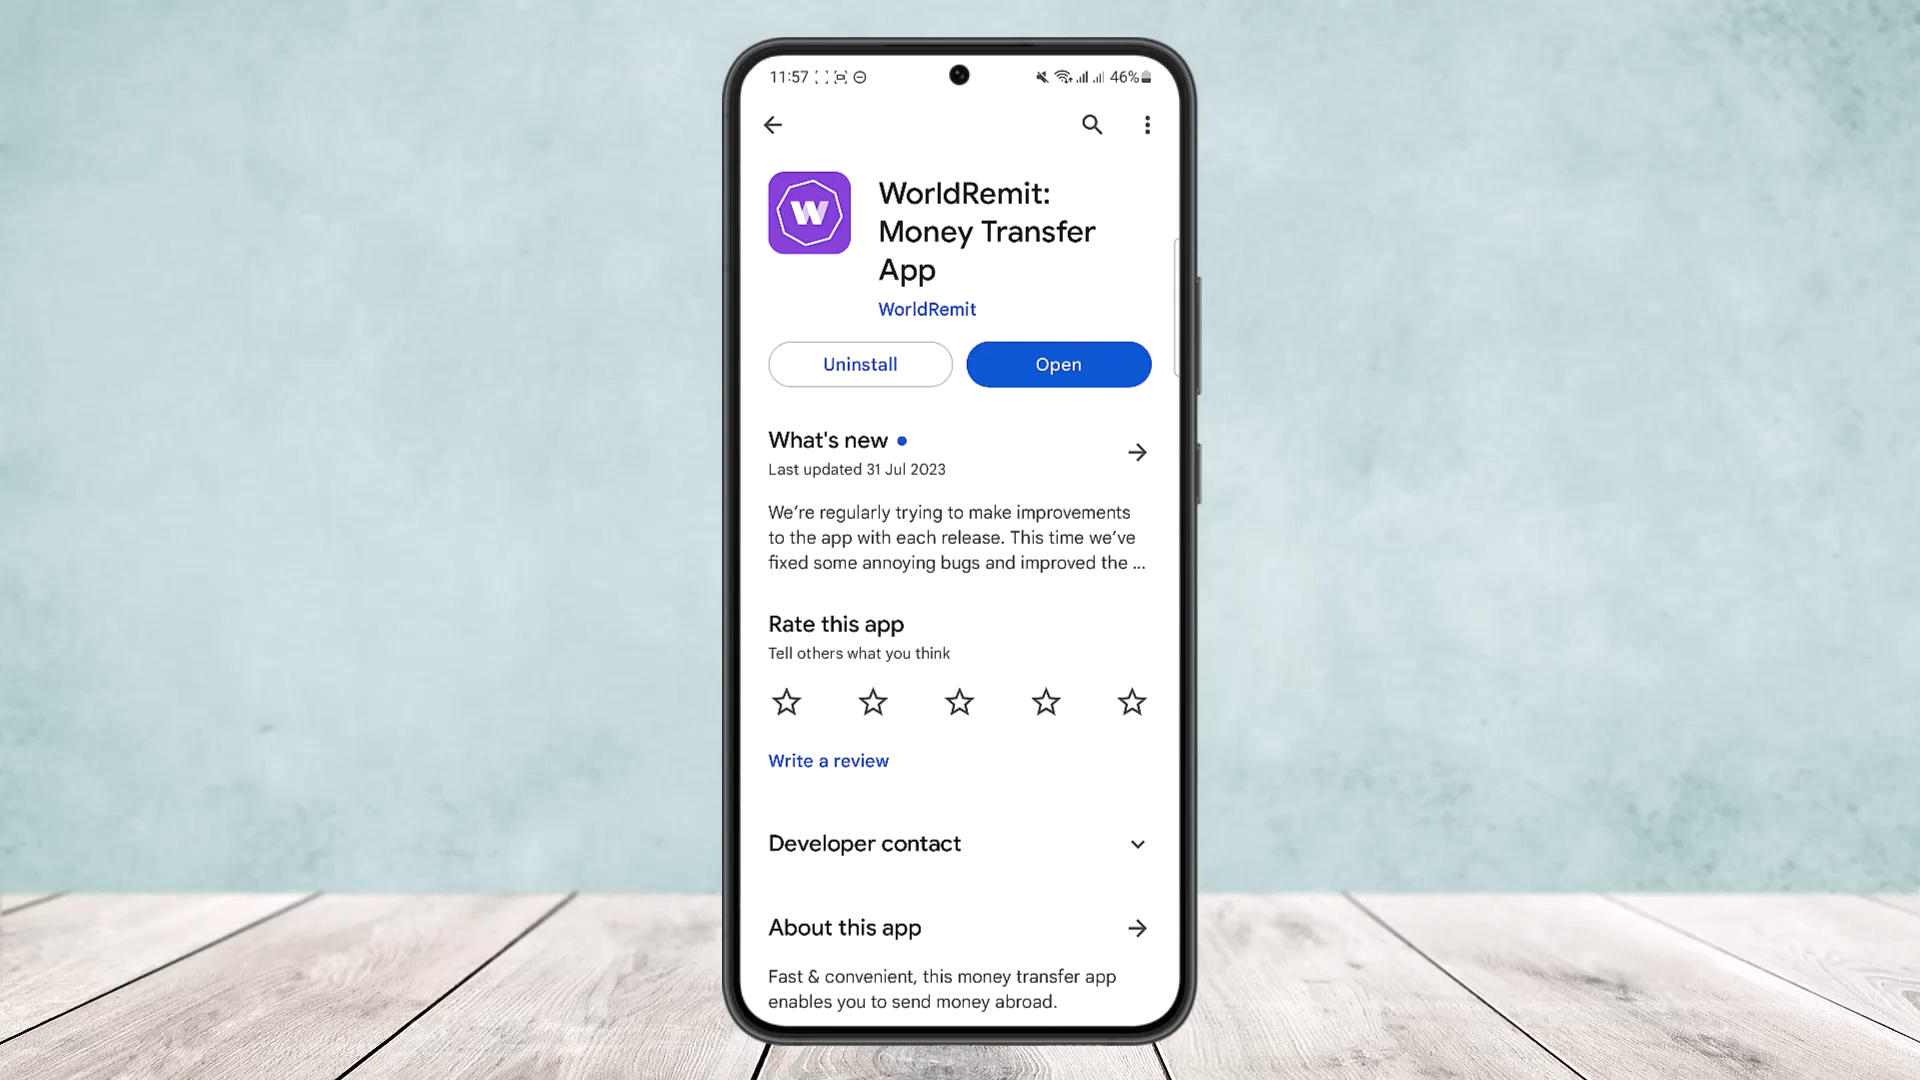 11:57
46%
W
WorldRemit:
Money Transfer
App
WorldRemit
Uninstall
Open
What's new
Last updated 31 Jul 2023
We’re regularly trying to make improvements
to the app with each release. This time we’ve
fixed some annoying bugs and improved the ...
Rate this app
Tell others what you think
Write a review
Developer contact
About this app
Fast & convenient, this money transfer app
enables you to send money abroad.